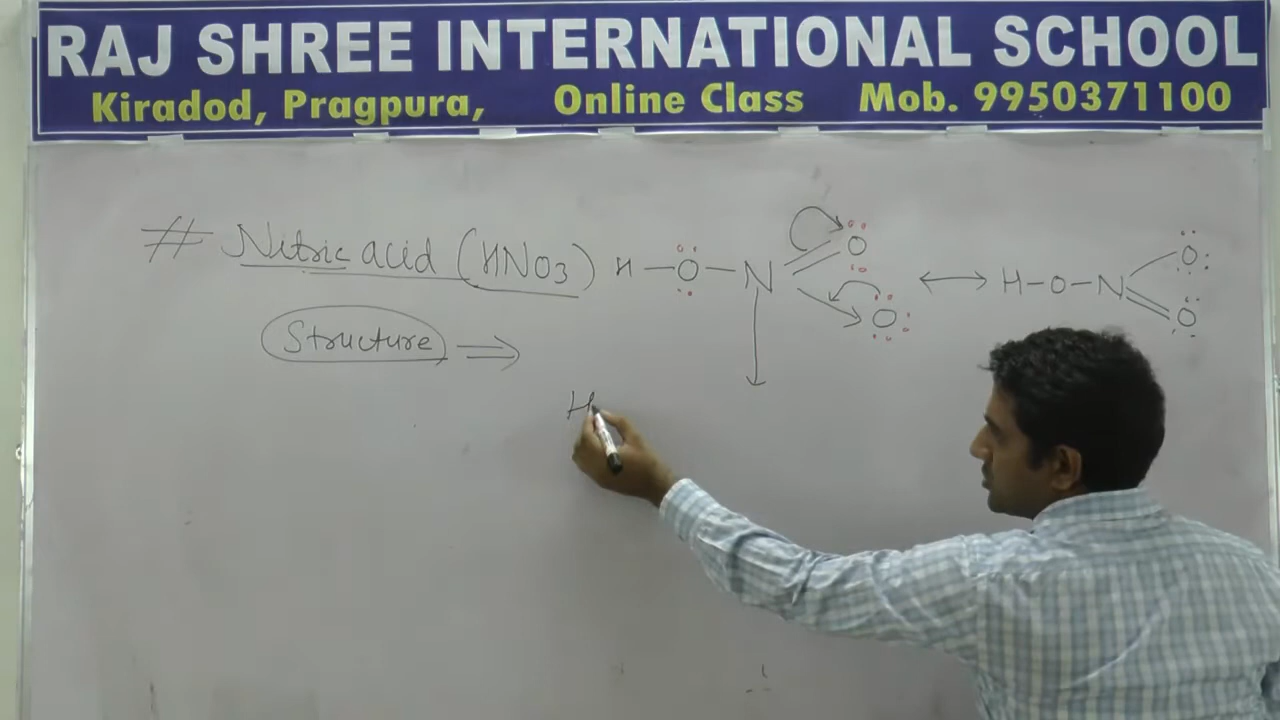 RAJ SHREE INTERNATIONAL SCHOOL
Kiradod, Pragpura, Online Class Mob. 9950371100
# Nitric acid (HNO3) H—O—N O O ⟷ H—O—N O O
Structure ⇒
H